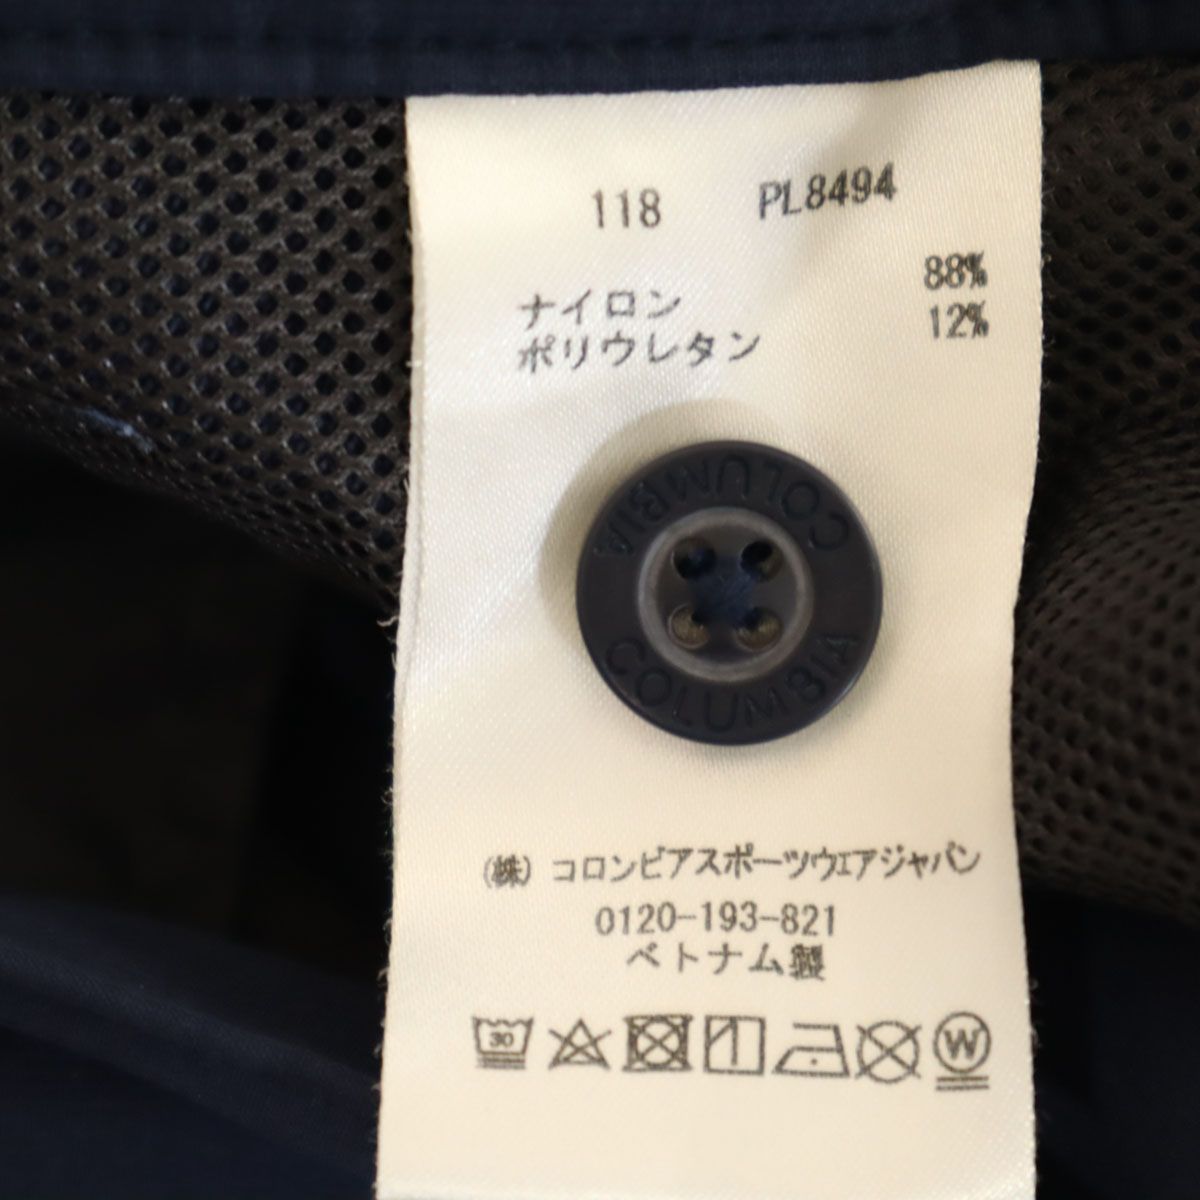 118 PL8494
ナイロン 88%
ポリウレタン 12%
COLUMBIA
COLUMBIA
(株) コロンビアスポーツウェアジャパン
0120-193-821
ベトナム製
30 W